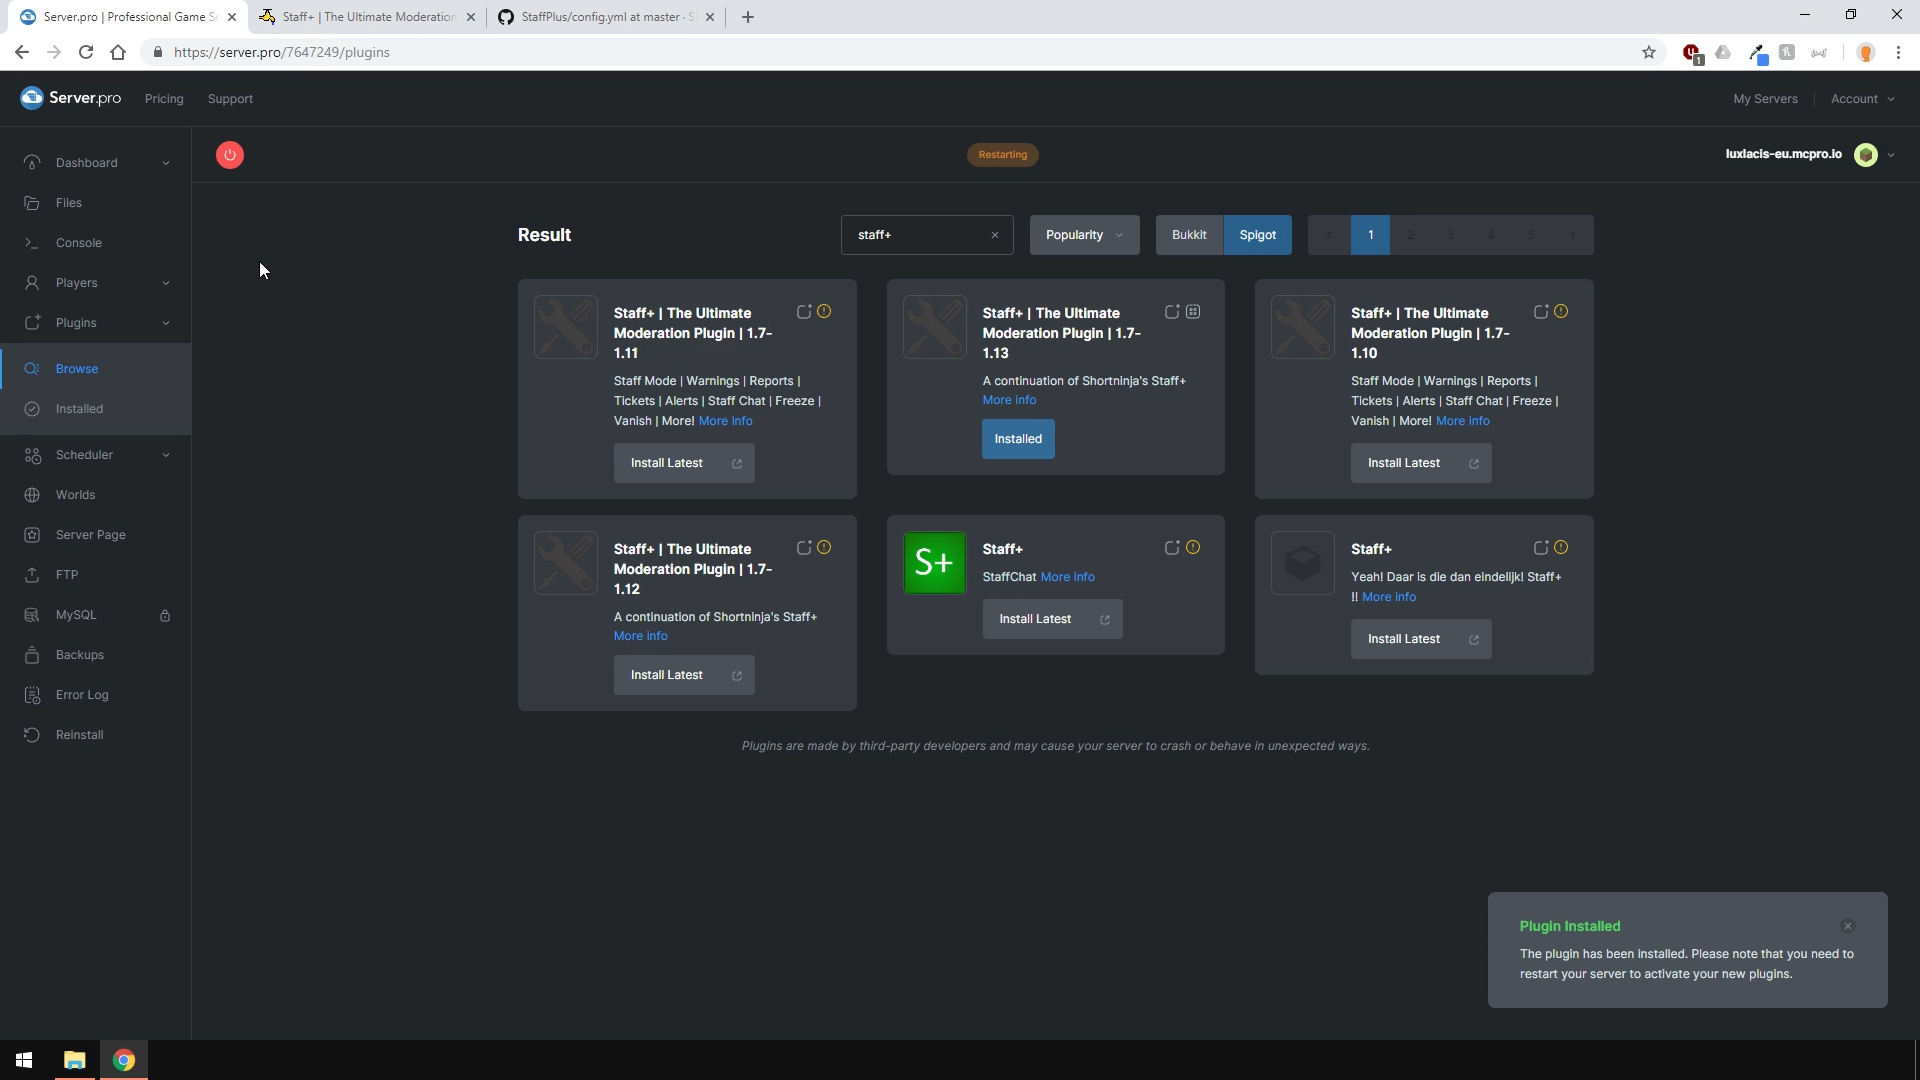 Server.pro | Professional Game S
Staff+ | The Ultimate Moderation
StaffPlus/config.yml at master · S
https://server.pro/7647249/plugins
1
Server.pro
Pricing
Support
My Servers
Account
Restarting
luxlacis-eu.mcpro.io
Dashboard
Files
Console
Players
Plugins
Browse
Installed
Scheduler
Worlds
Server Page
FTP
MySQL
Backups
Error Log
Reinstall
Result
staff+
Popularity
Bukkit
Spigot
1
2
3
4
5
Staff+ | The Ultimate
Moderation Plugin | 1.7-
1.11
Staff Mode | Warnings | Reports |
Tickets | Alerts | Staff Chat | Freeze |
Vanish | More! More info
Install Latest
Staff+ | The Ultimate
Moderation Plugin | 1.7-
1.13
A continuation of Shortninja's Staff+
More info
Installed
Staff+ | The Ultimate
Moderation Plugin | 1.7-
1.10
Staff Mode | Warnings | Reports |
Tickets | Alerts | Staff Chat | Freeze |
Vanish | More! More info
Install Latest
Staff+ | The Ultimate
Moderation Plugin | 1.7-
1.12
A continuation of Shortninja's Staff+
More info
Install Latest
S+
Staff+
StaffChat More info
Install Latest
Staff+
Yeah! Daar is die dan eindelijk! Staff+
!! More info
Install Latest
Plugins are made by third-party developers and may cause your server to crash or behave in unexpected ways.
Plugin Installed
The plugin has been installed. Please note that you need to
restart your server to activate your new plugins.